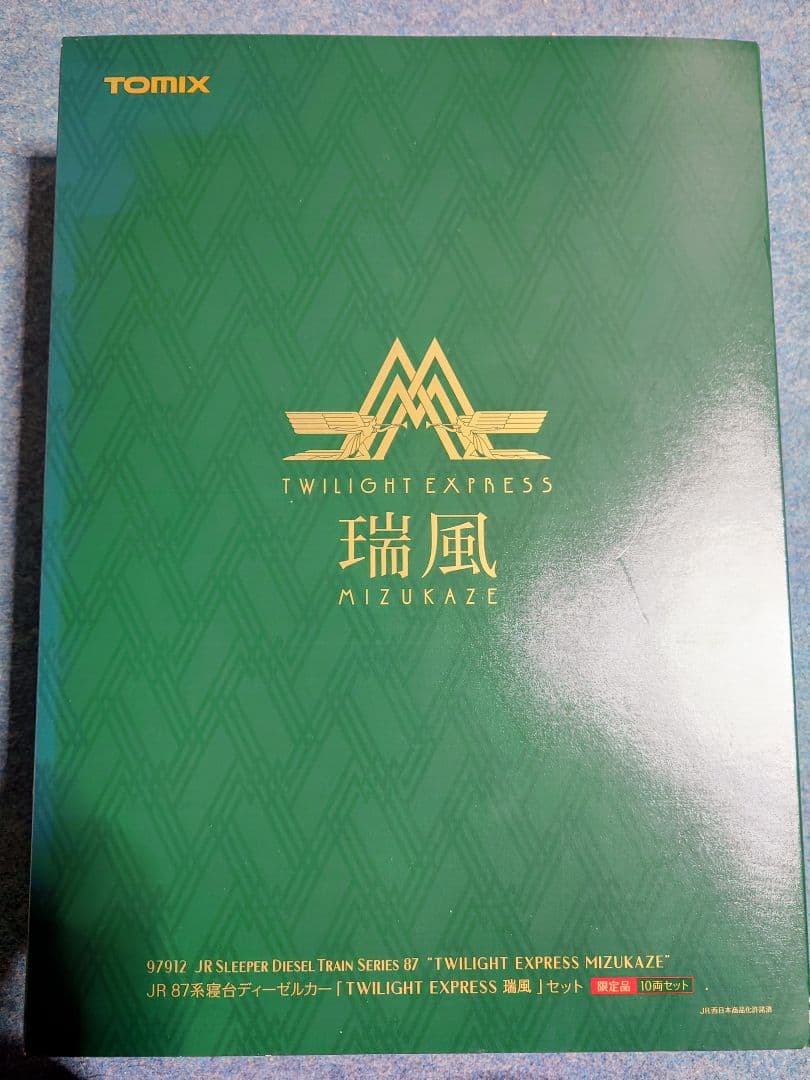 TOMIX
TWILIGHT EXPRESS
瑞風
MIZUKAZE
97912 JR SLEEPER DIESEL TRAIN SERIES 87 "TWILIGHT EXPRESS MIZUKAZE"
JR 87系寝台ディーゼルカー「TWILIGHT EXPRESS 瑞風」セット 限定品 10両セット
JR西日本商品化許諾済